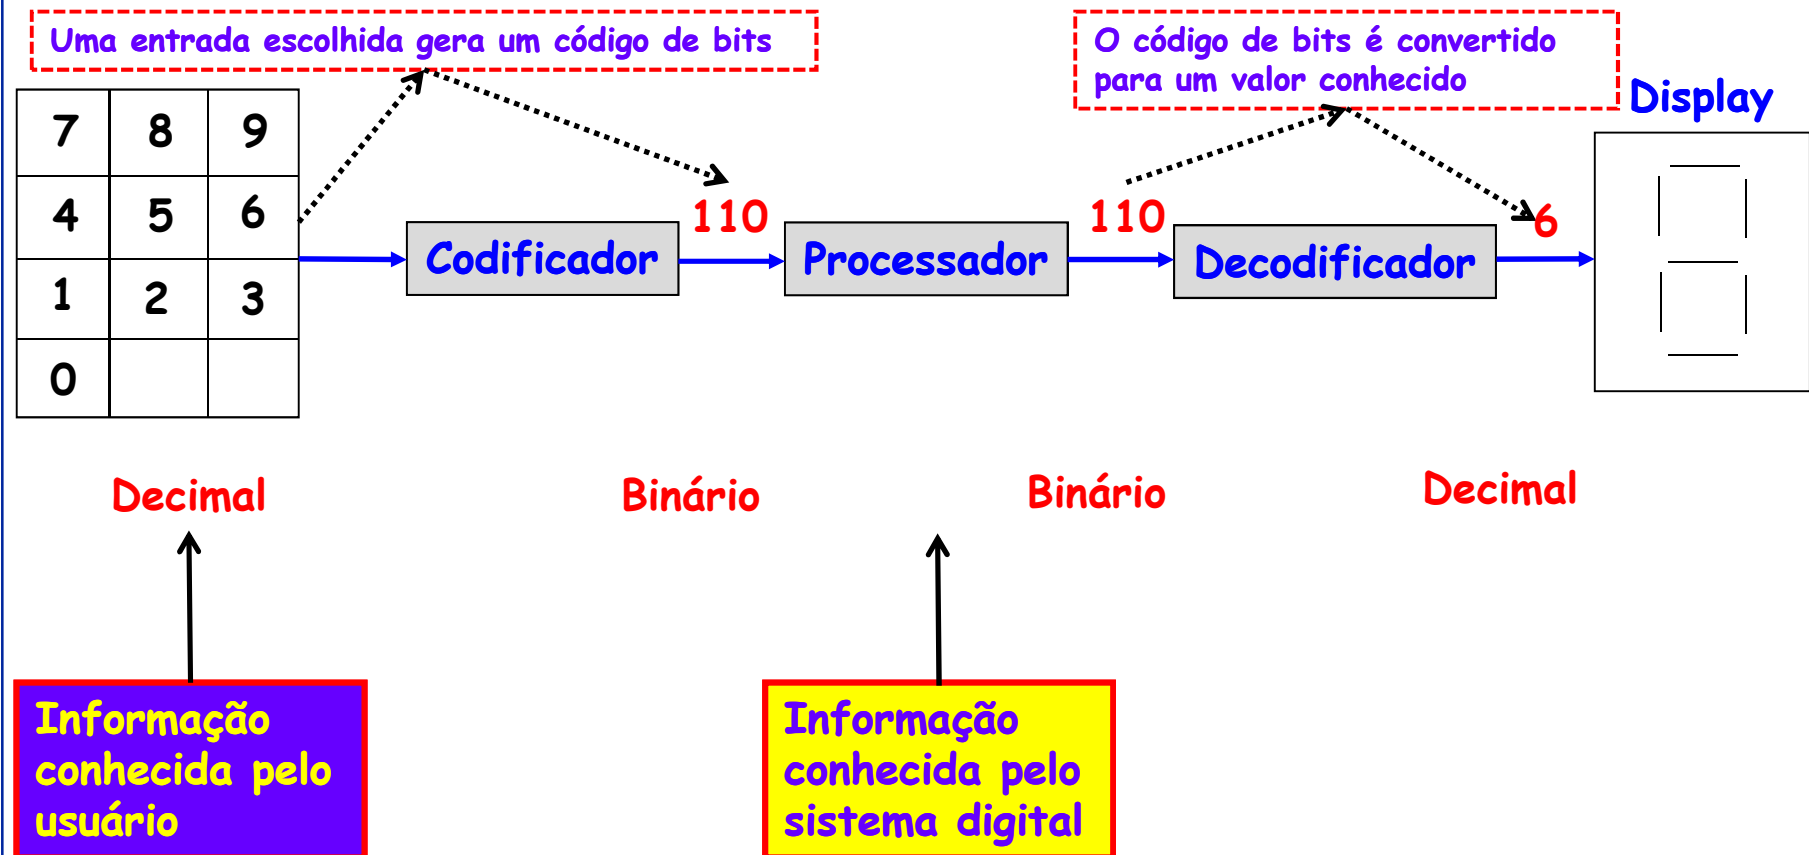 Uma entrada escolhida gera um código de bits
O código de bits é convertido
para um valor conhecido
Display
7 8 9
4 5 6
1 2 3
0
Codificador
110
Processador
110
Decodificador
6
Decimal
Binário
Binário
Decimal
Informação
conhecida pelo
usuário
Informação
conhecida pelo
sistema digital